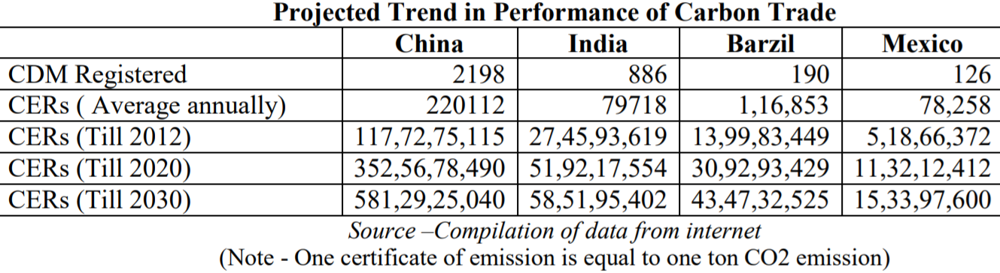 Projected Trend in Performance of Carbon Trade
China India Barzil Mexico
CDM Registered 2198 886 190 126
CERs ( Average annually) 220112 79718 1,16,853 78,258
CERs (Till 2012) 117,72,75,115 27,45,93,619 13,99,83,449 5,18,66,372
CERs (Till 2020) 352,56,78,490 51,92,17,554 30,92,93,429 11,32,12,412
CERs (Till 2030) 581,29,25,040 58,51,95,402 43,47,32,525 15,33,97,600
Source –Compilation of data from internet
(Note - One certificate of emission is equal to one ton CO2 emission)